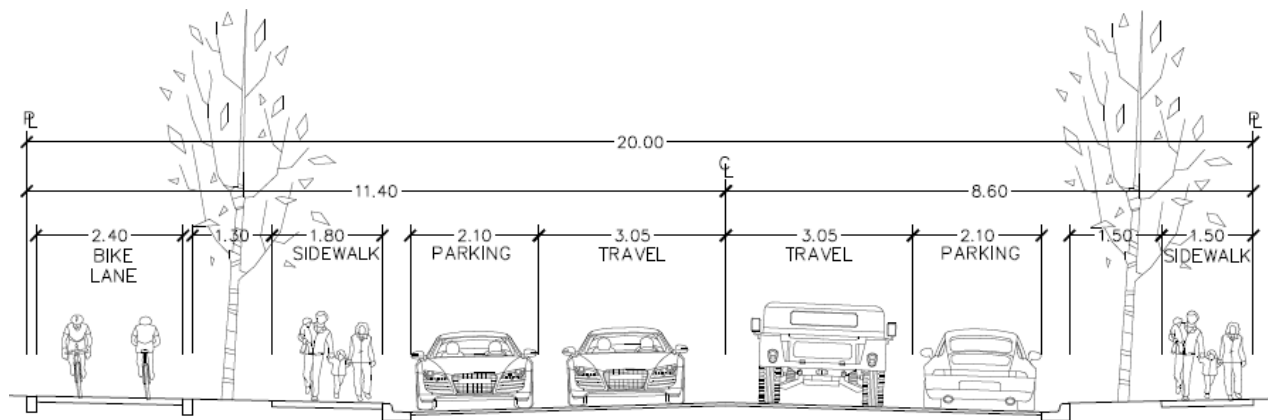 PL
PL
20.00
CL
11.40
8.60
2.40
BIKE
LANE
1.30
1.80
SIDEWALK
2.10
PARKING
3.05
TRAVEL
3.05
TRAVEL
2.10
PARKING
1.50
1.50
SIDEWALK